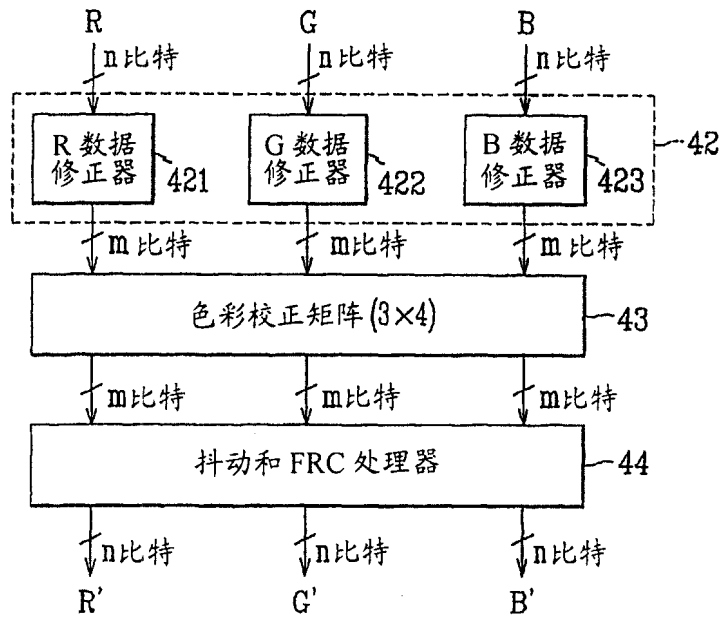 R G B
n比特 n比特 n比特
R 数据 G 数据 B 数据
修正器 修正器 修正器
421 422 423 42
m比特 m比特 m比特
色彩校正矩阵(3×4) 43
m比特 m比特 m比特
抖动和 FRC 处理器 44
n比特 n比特 n比特
R' G' B'